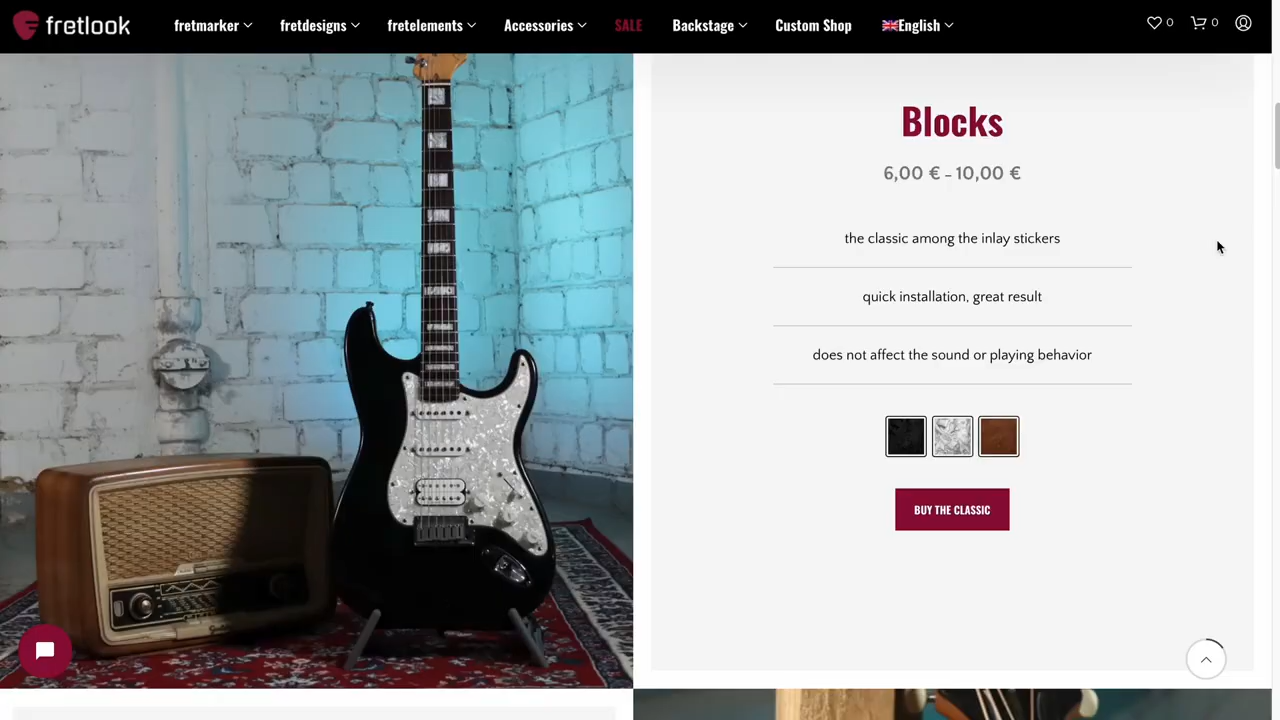 fretlook
fretmarker
fretdesigns
fretelements
Accessories
SALE
Backstage
Custom Shop
English
0
0
Blocks
6,00 € – 10,00 €
the classic among the inlay stickers
quick installation, great result
does not affect the sound or playing behavior
BUY THE CLASSIC